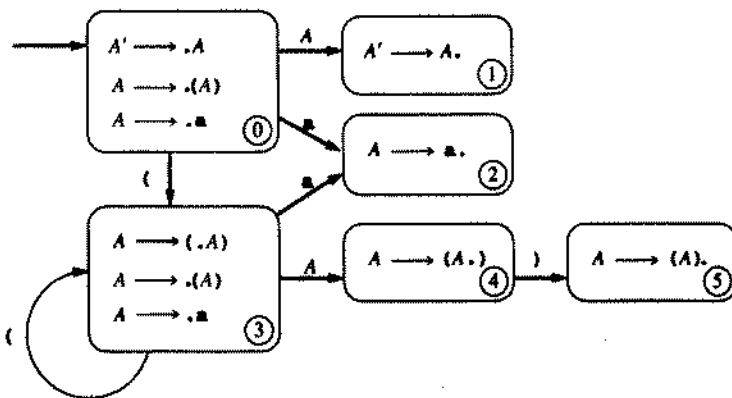 A' ⟶ .A
A ⟶ .(A)
A ⟶ .a
0
A
A' ⟶ A.
1
a
A ⟶ a.
2
(
a
A ⟶ (.A)
A ⟶ .(A)
A ⟶ .a
3
(
A
A ⟶ (A.)
4
)
A ⟶ (A).
5